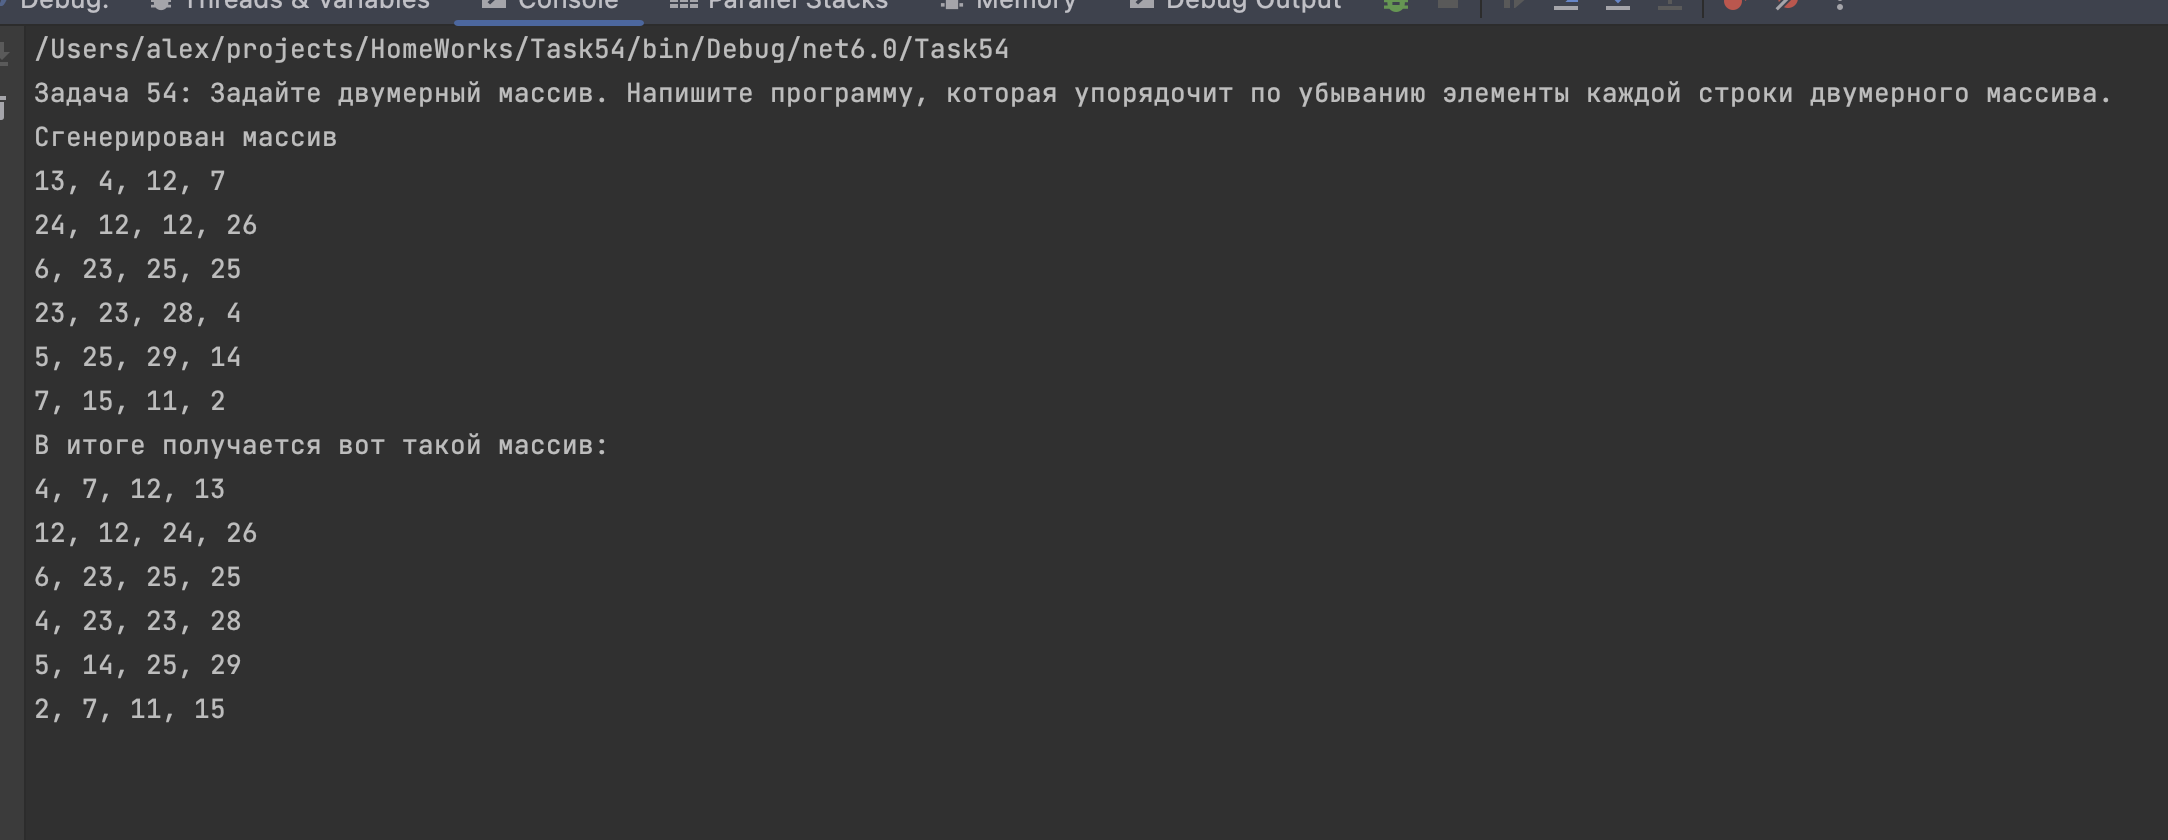 Debug: Threads & Variables Console Parallel Stacks Memory Debug Output
/Users/alex/projects/HomeWorks/Task54/bin/Debug/net6.0/Task54
Задача 54: Задайте двумерный массив. Напишите программу, которая упорядочит по убыванию элементы каждой строки двумерного массива.
Сгенерирован массив
13, 4, 12, 7
24, 12, 12, 26
6, 23, 25, 25
23, 23, 28, 4
5, 25, 29, 14
7, 15, 11, 2
В итоге получается вот такой массив:
4, 7, 12, 13
12, 12, 24, 26
6, 23, 25, 25
4, 23, 23, 28
5, 14, 25, 29
2, 7, 11, 15